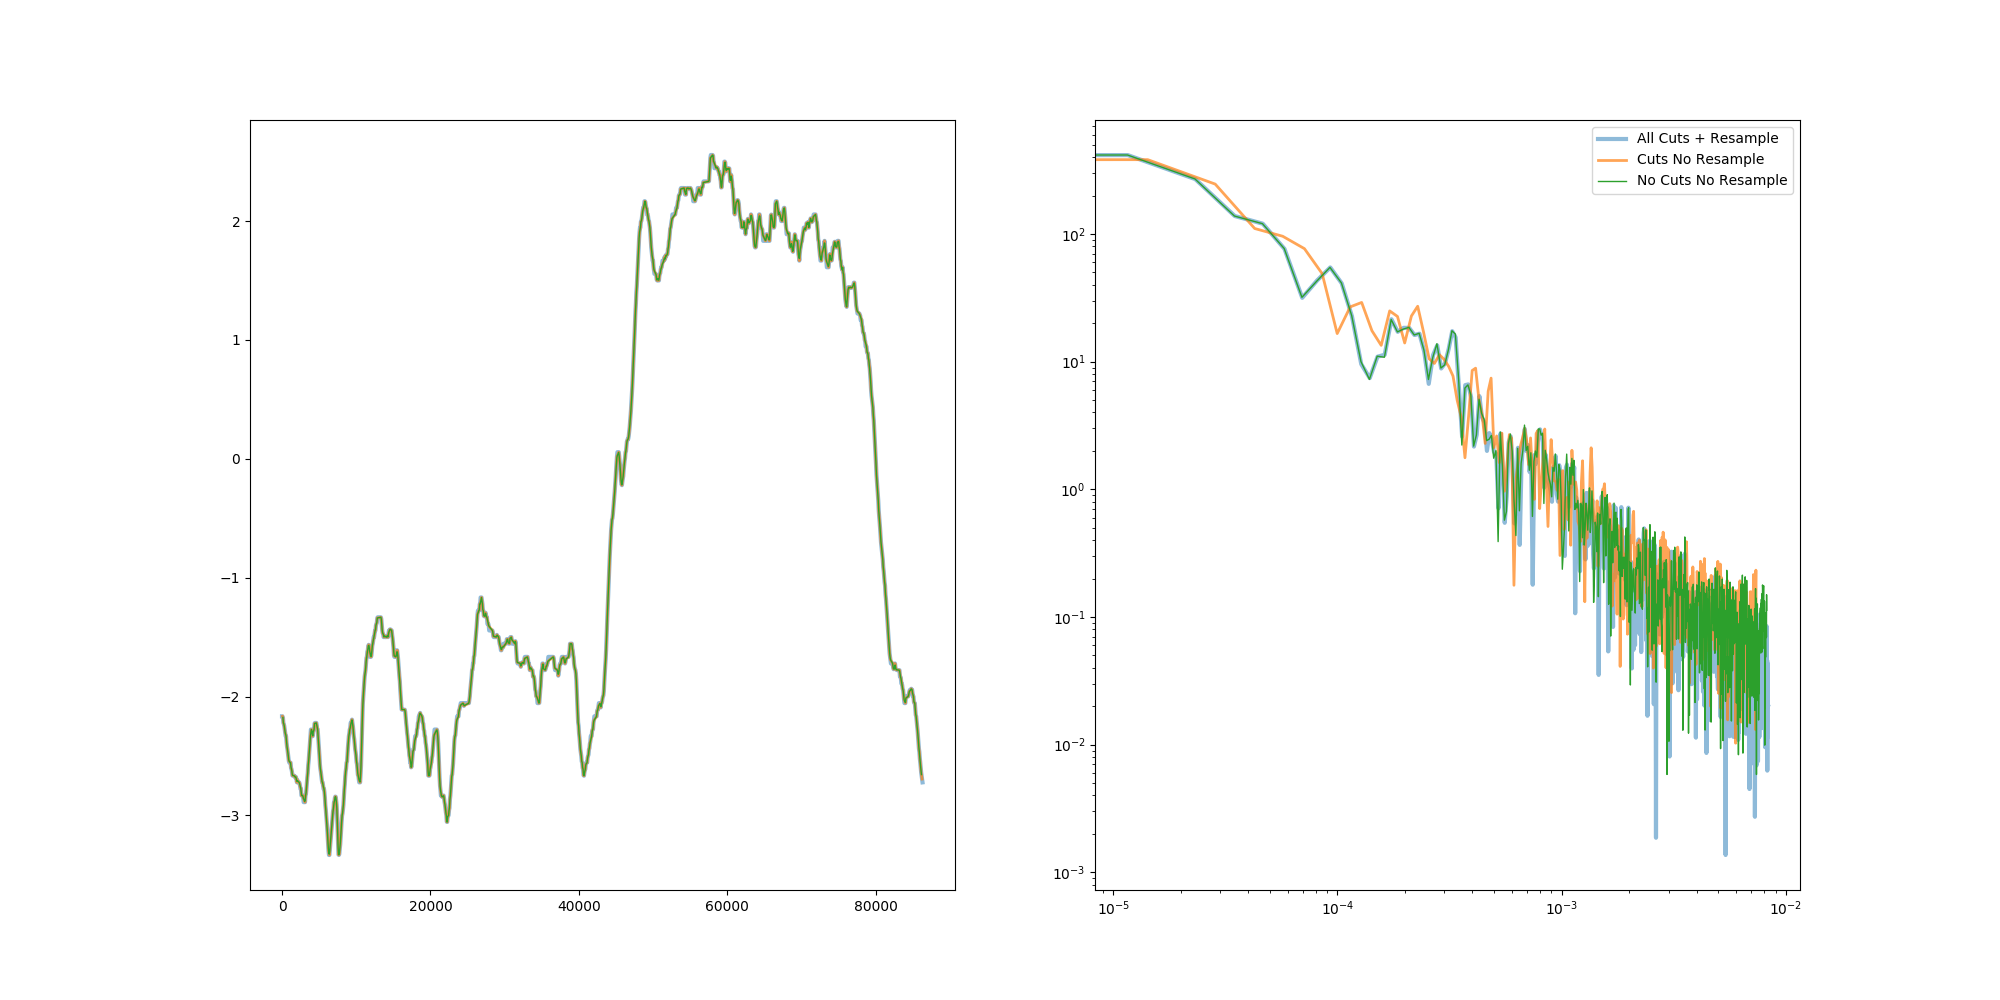 2
1
0
−1
−2
−3
0 20000 40000 60000 80000
All Cuts + Resample
Cuts No Resample
No Cuts No Resample
10²
10¹
10⁰
10⁻¹
10⁻²
10⁻³
10⁻⁵ 10⁻⁴ 10⁻³ 10⁻²